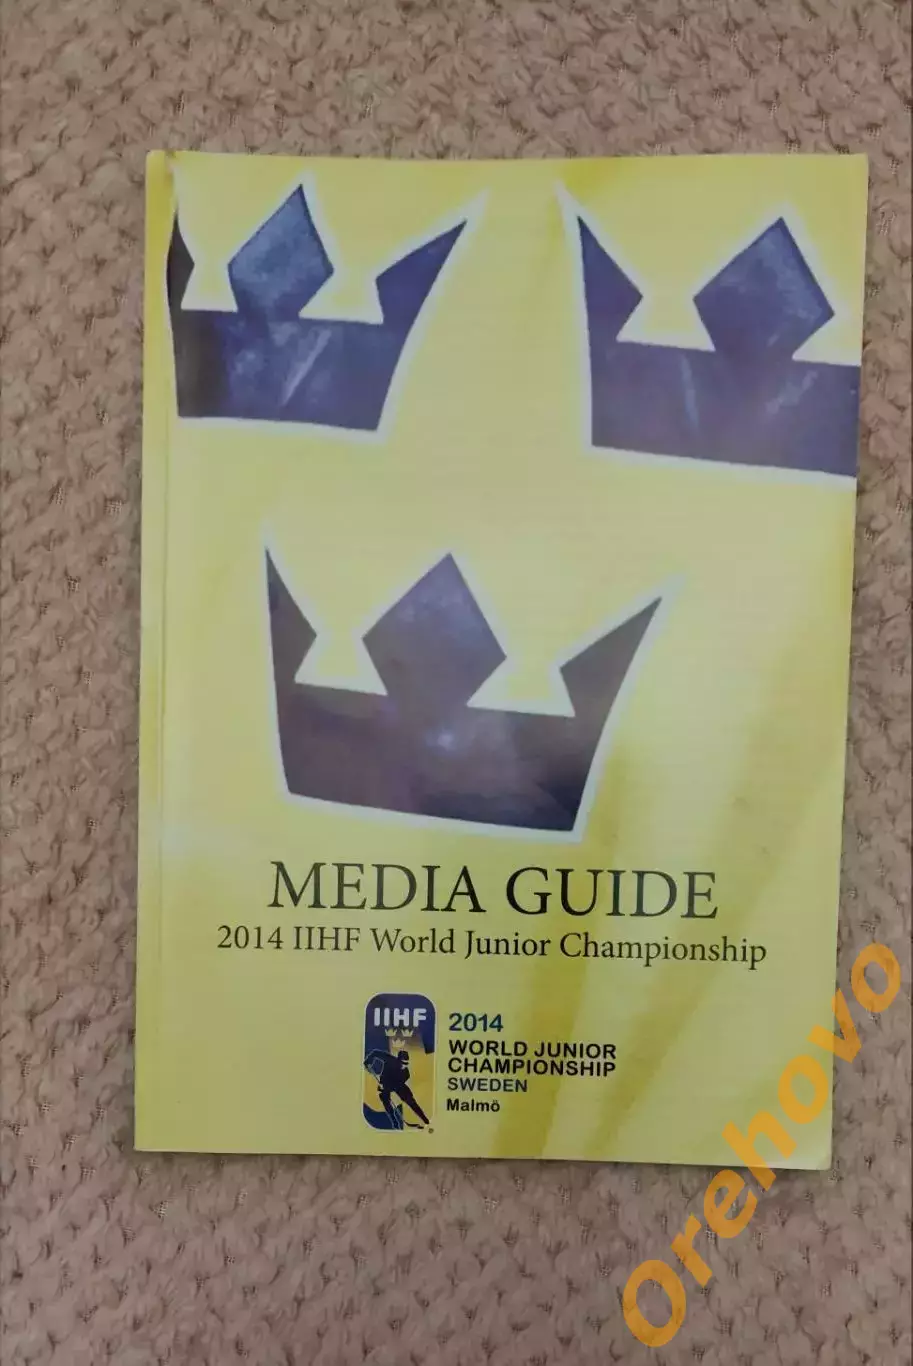 MEDIA GUIDE
2014 IIHF World Junior Championship
IIHF
2014
WORLD JUNIOR
CHAMPIONSHIP
SWEDEN
Malmö
Orehovo